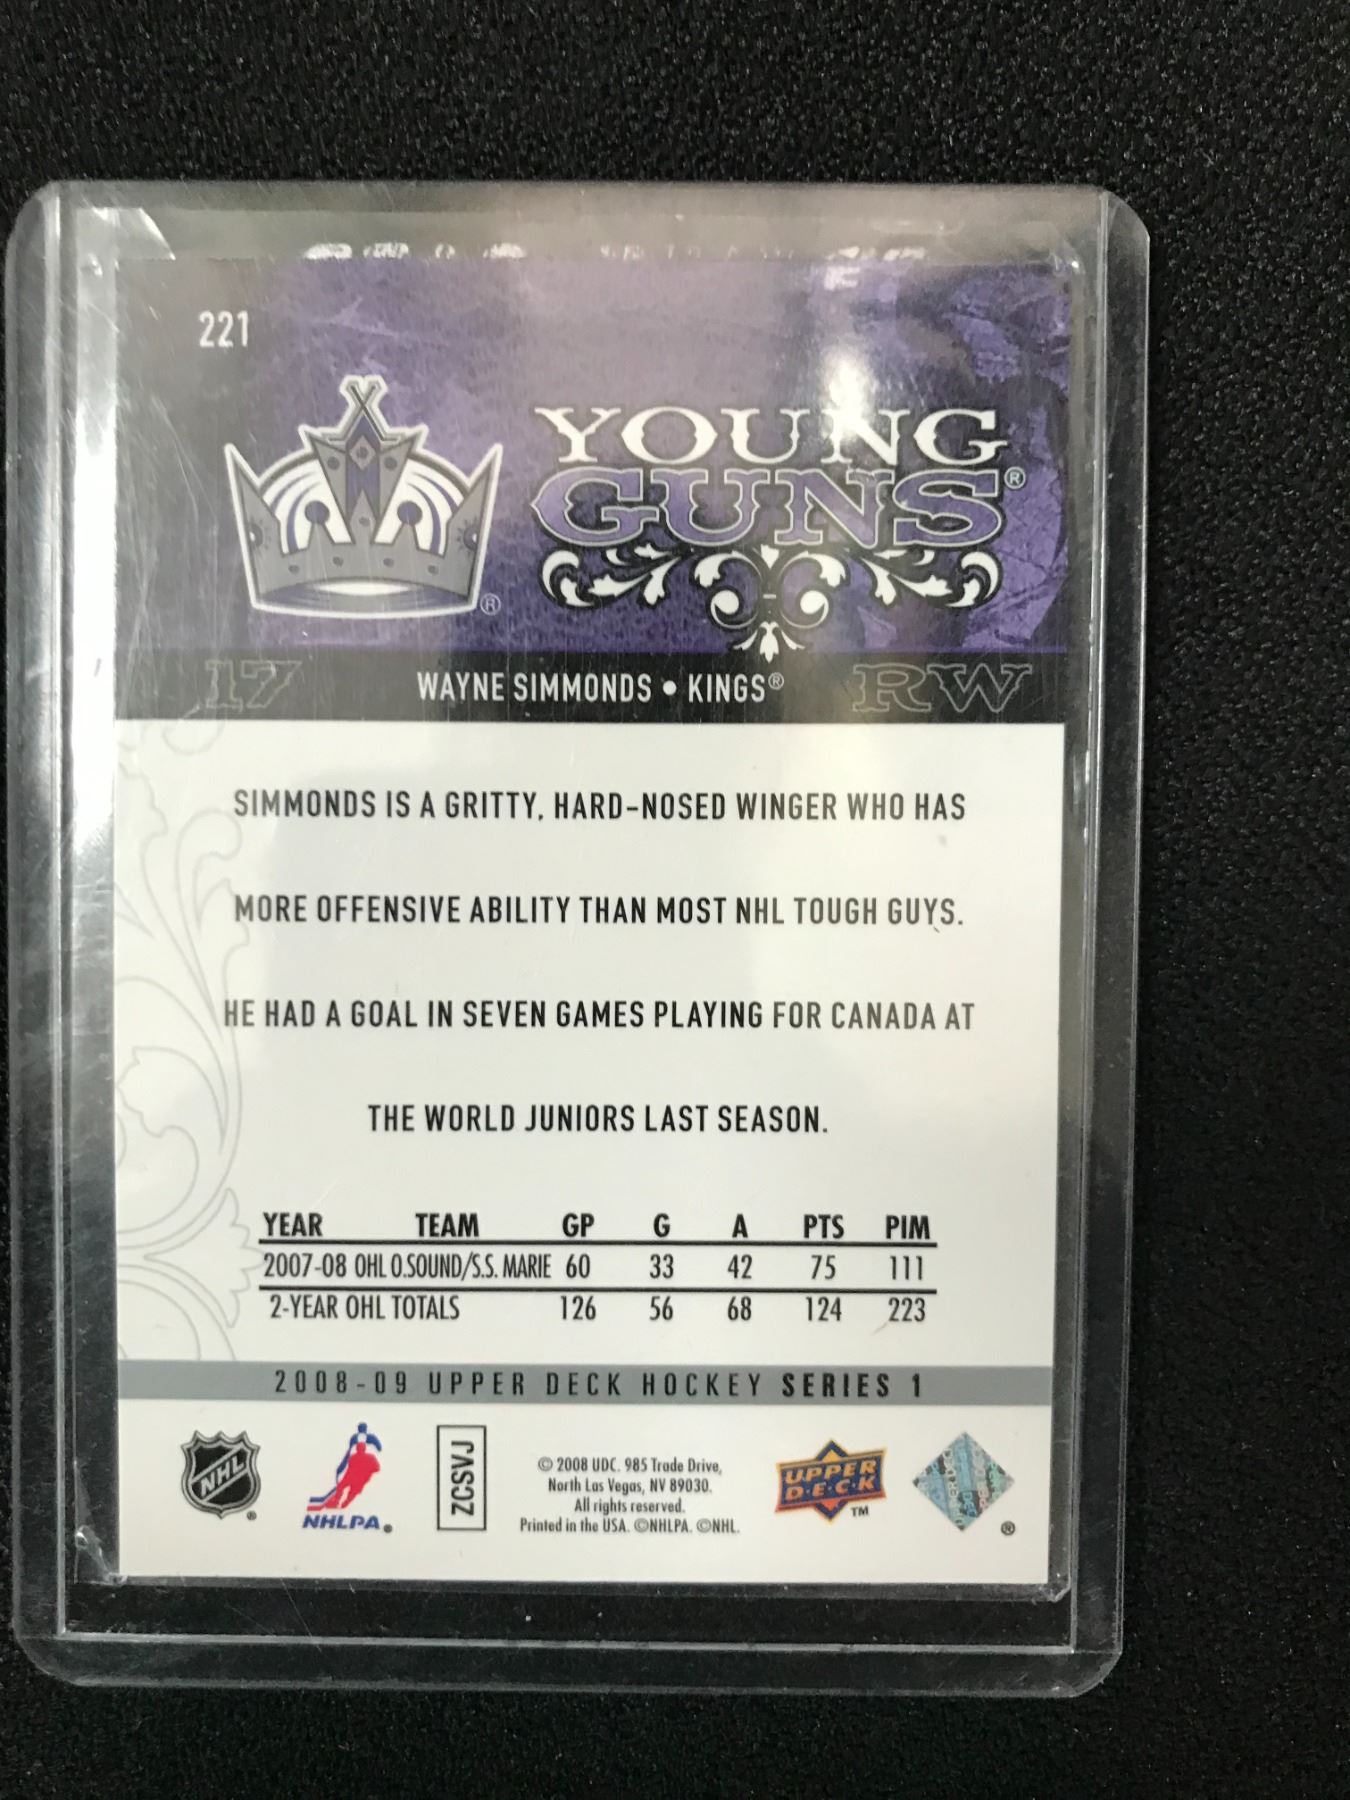 221
YOUNG
GUNS®
®
17 WAYNE SIMMONDS • KINGS® RW
SIMMONDS IS A GRITTY, HARD-NOSED WINGER WHO HAS
MORE OFFENSIVE ABILITY THAN MOST NHL TOUGH GUYS.
HE HAD A GOAL IN SEVEN GAMES PLAYING FOR CANADA AT
THE WORLD JUNIORS LAST SEASON.
YEAR TEAM GP G A PTS PIM
2007-08 OHL O.SOUND/S.S. MARIE 60 33 42 75 111
2-YEAR OHL TOTALS 126 56 68 124 223
2008-09 UPPER DECK HOCKEY SERIES 1
NHL®
NHLPA®
ZCSVJ
© 2008 UDC. 985 Trade Drive,
North Las Vegas, NV 89030.
All rights reserved.
Printed in the USA. ©NHLPA. ©NHL.
UPPER
DECK™
®